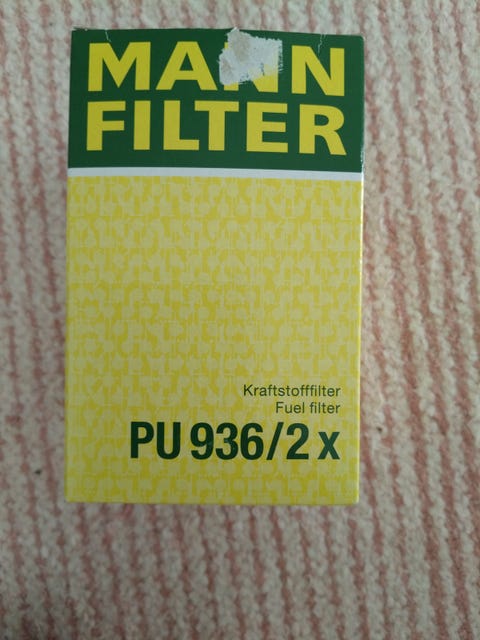 MANN
FILTER
Kraftstofffilter
Fuel filter
PU 936/2 x